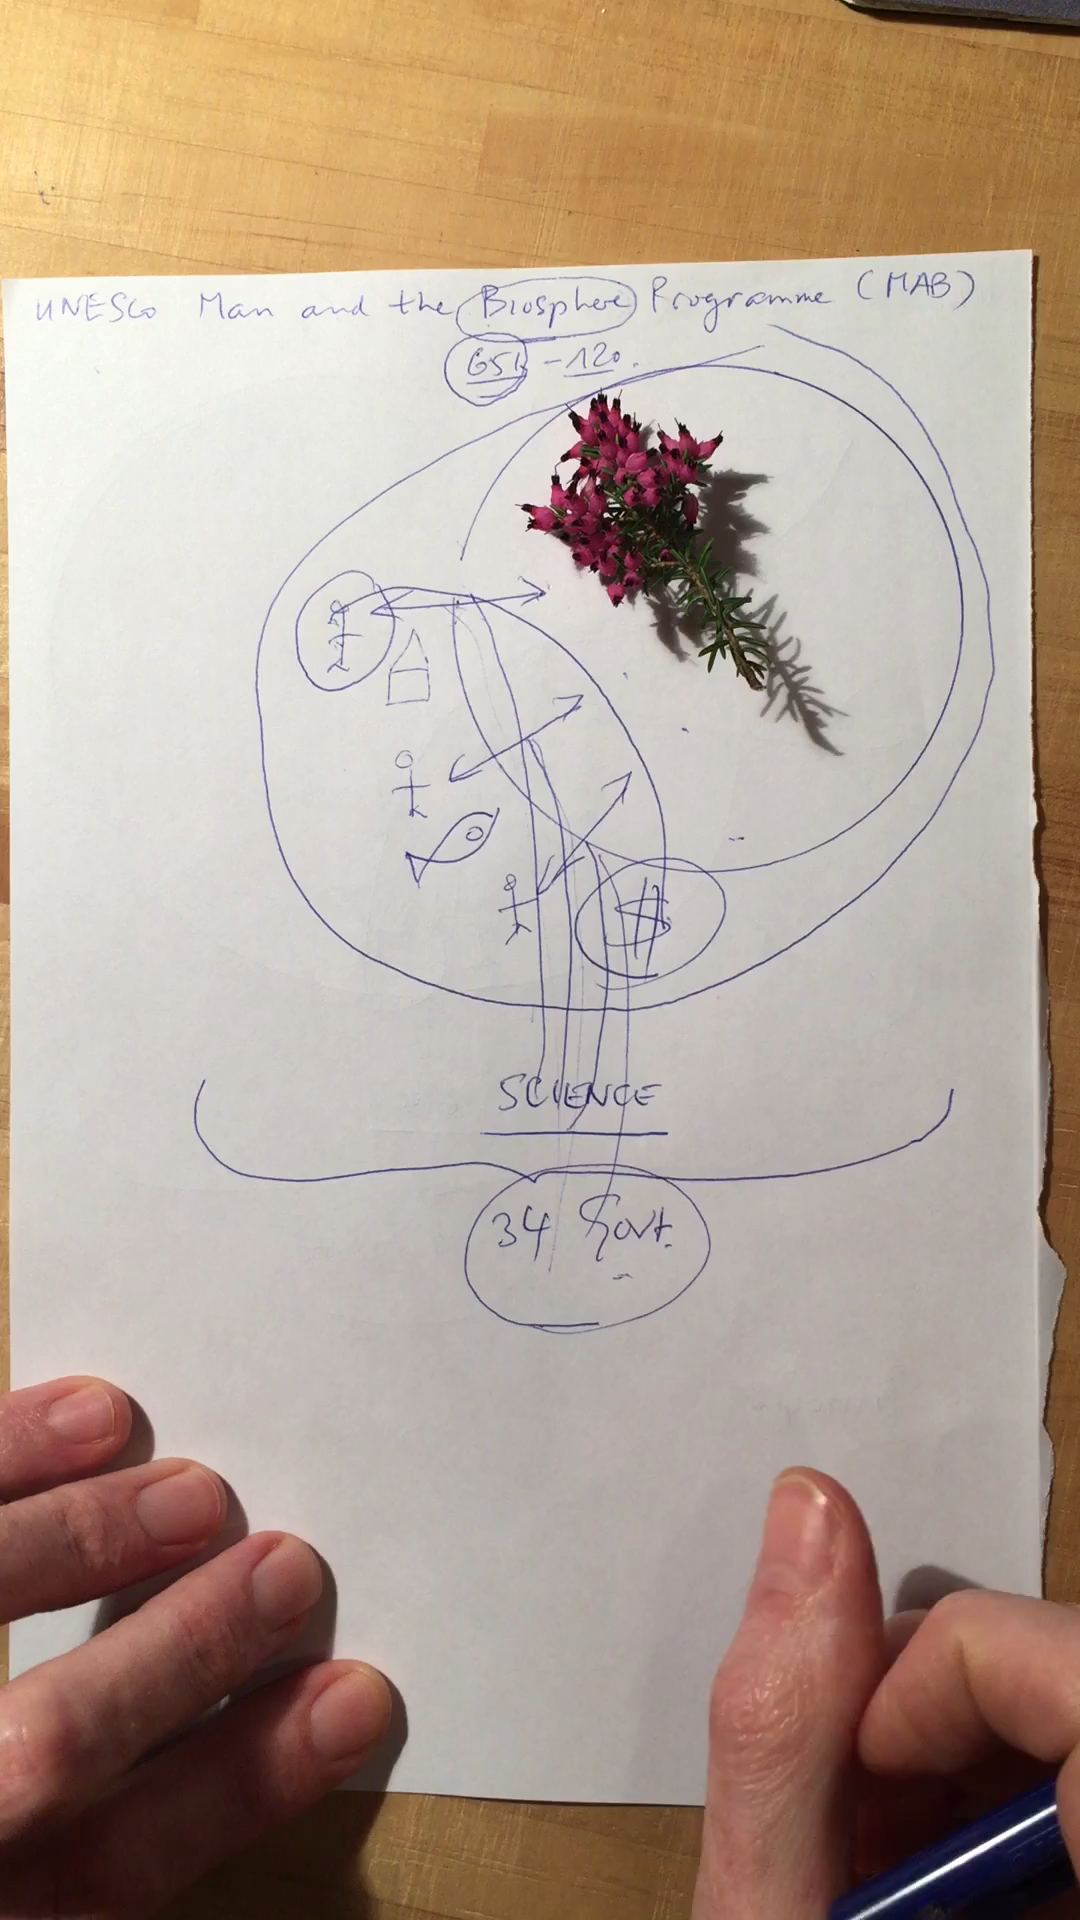 UNESCO Man and the Biosphere Programme (MAB)
651 - 120.
SCIENCE
34 Govt.